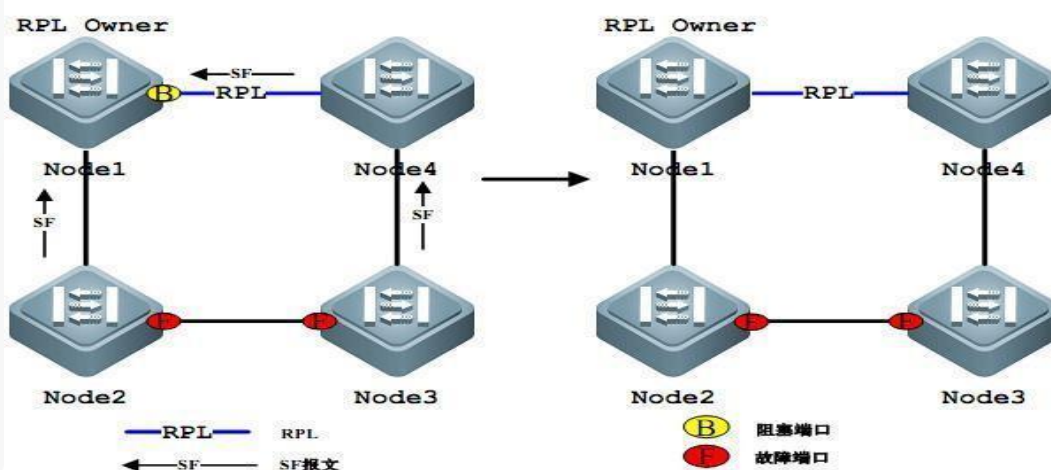 RPL Owner
SF
B
RPL
Node1
Node4
SF
SF
F
F
Node2
Node3
RPL
RPL
SF
SF报文
RPL Owner
RPL
Node1
Node4
F
F
Node2
Node3
B
阻塞端口
F
故障端口